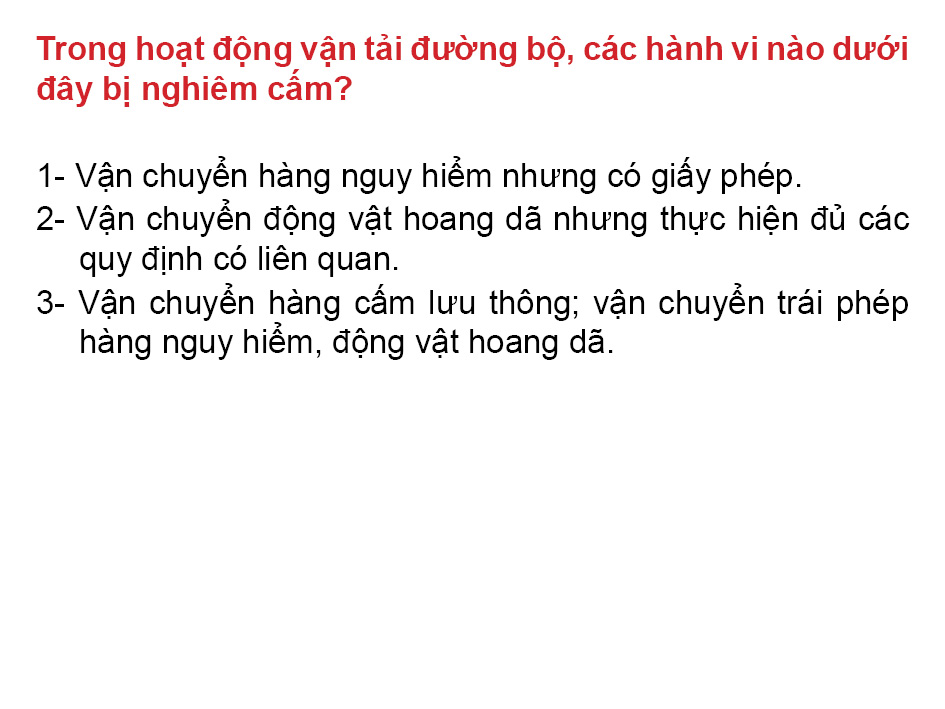 Trong hoạt động vận tải đường bộ, các hành vi nào dưới
đây bị nghiêm cấm?
1- Vận chuyển hàng nguy hiểm nhưng có giấy phép.
2- Vận chuyển động vật hoang dã nhưng thực hiện đủ các
quy định có liên quan.
3- Vận chuyển hàng cấm lưu thông; vận chuyển trái phép
hàng nguy hiểm, động vật hoang dã.